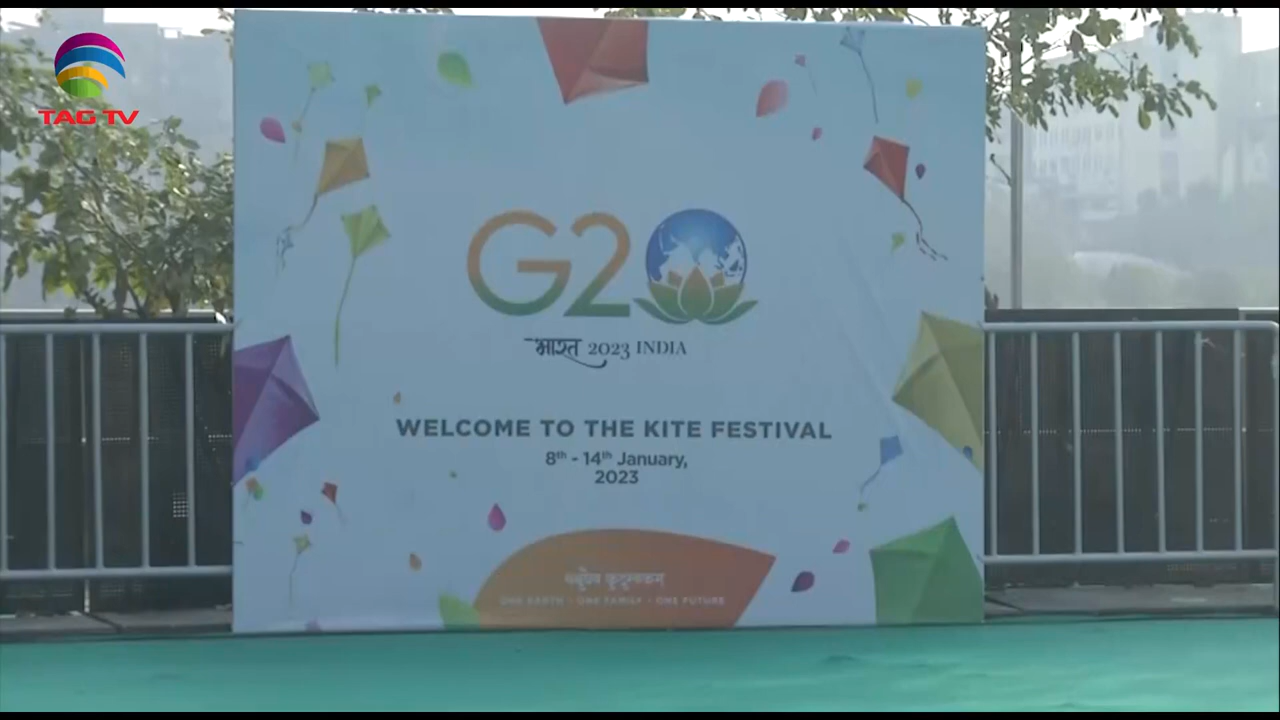 TAG TV
G20
भारत 2023 INDIA
WELCOME TO THE KITE FESTIVAL
8th - 14th January,
2023
वसुधैव कुटुम्बकम्
ONE EARTH • ONE FAMILY • ONE FUTURE